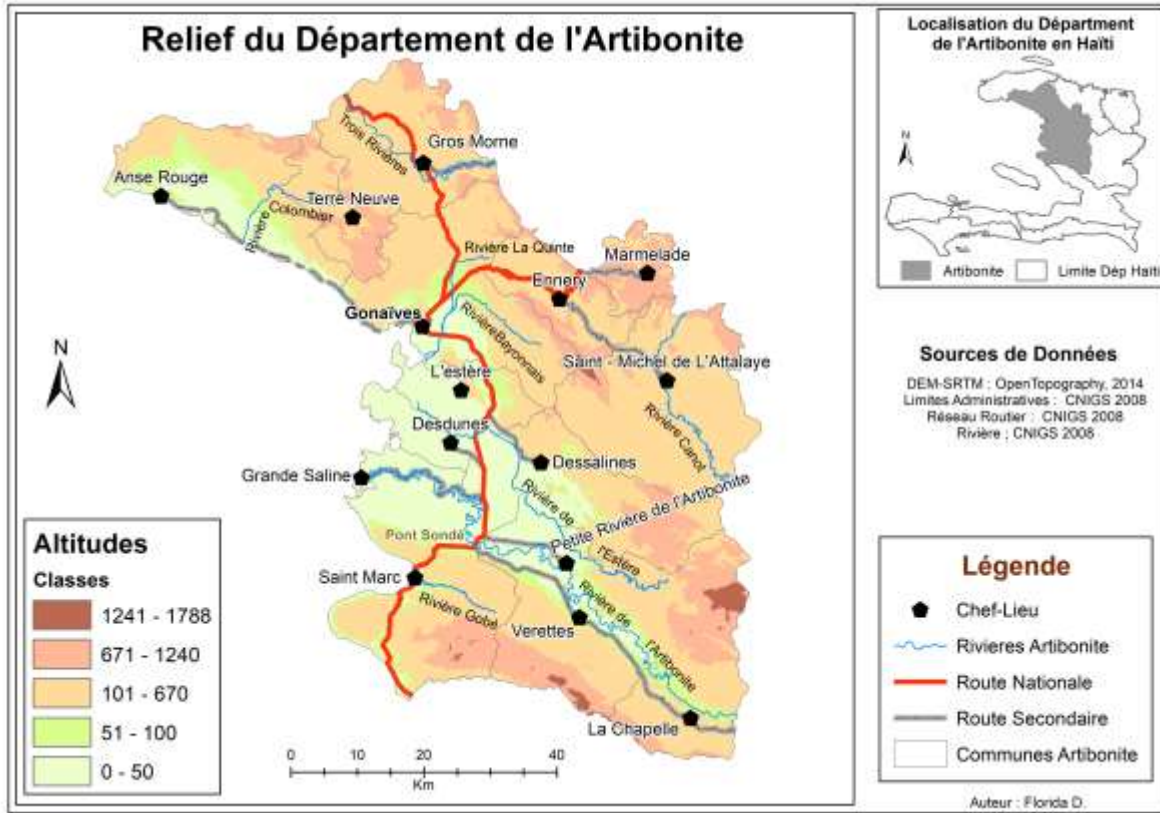 Relief du Département de l'Artibonite
Trois Rivières
Gros Morne
Anse Rouge
Terre Neuve
Colombier
Rivière
Rivière La Quinte
Marmelade
Ennery
Gonaïves
Rivière Bayonnais
Saint - Michel de L'Attalaye
L'estère
Desdunes
Rivière Canot
Dessalines
Grande Saline
Rivière de
l'Estère
Petite Rivière de l'Artibonite
Pont Sondé
Saint Marc
Rivière Gobé
Rivière de
l'Artibonite
Verettes
La Chapelle
N
Altitudes
Classes
1241 - 1788
671 - 1240
101 - 670
51 - 100
0 - 50
0 10 20 40
Km
Localisation du Départment
de l'Artibonite en Haïti
N
Artibonite Limite Dép Haïti
Sources de Données
DEM-SRTM : OpenTopography, 2014
Limites Administratives : CNIGS 2008
Réseau Routier : CNIGS 2008
Rivière ; CNIGS 2008
Légende
Chef-Lieu
Rivieres Artibonite
Route Nationale
Route Secondaire
Communes Artibonite
Auteur : Florida D.